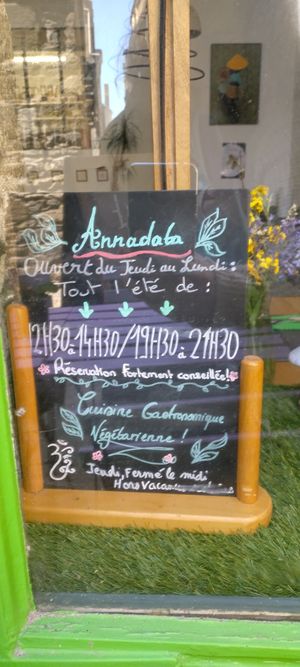 Annadata
Ouvert du Jeudi au Lundi :
Tout l'été de :
12H30 à 14H30 / 19H30 à 21H30
Réservation fortement conseillées !
Cuisine Gastronomique
Végétarienne !
Jeudi, Fermé le midi
Hors Vacances